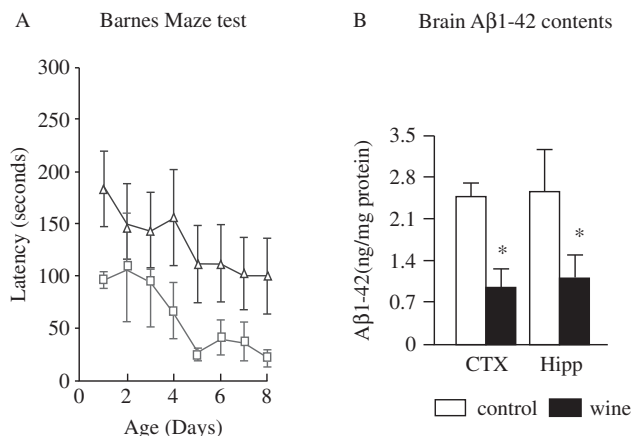 A Barnes Maze test
300
250
200
150
100
50
0
Latency (seconds)
0 2 4 6 8
Age (Days)
B Brain Aβ1-42 contents
3.5
2.8
2.1
1.4
0.7
0
Aβ1-42(ng/mg protein)
* *
CTX Hipp
control wine